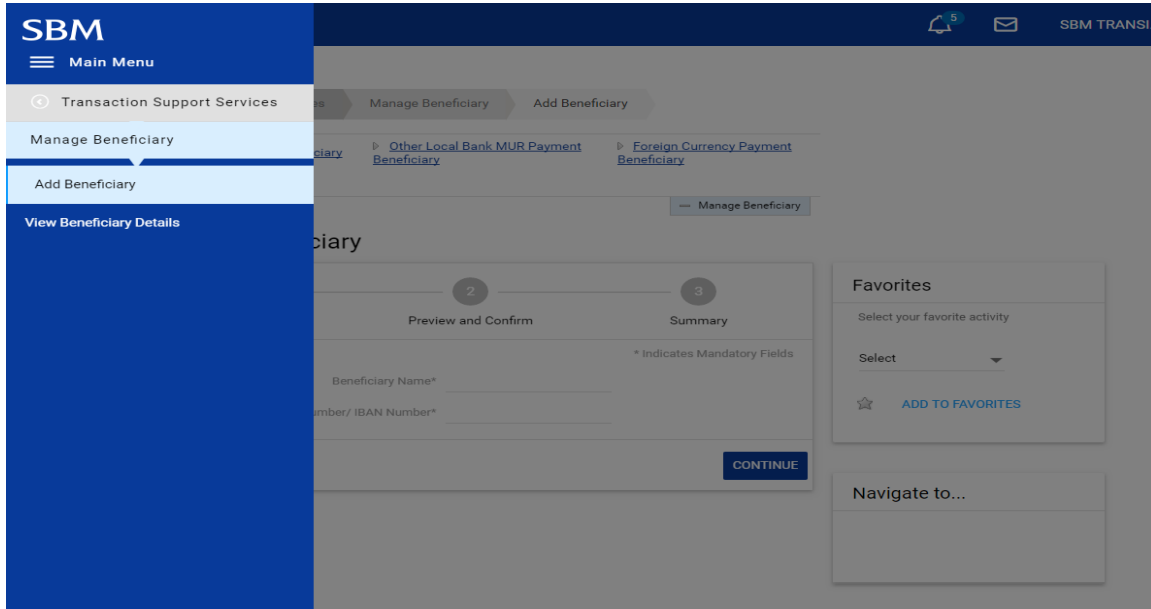 SBM
5
SBM TRANSI
Main Menu
Transaction Support Services
Manage Beneficiary
Add Beneficiary
Manage Beneficiary
Other Local Bank MUR Payment
Beneficiary
Foreign Currency Payment
Beneficiary
Add Beneficiary
View Beneficiary Details
Manage Beneficiary
ciary
2
3
Preview and Confirm
Summary
* Indicates Mandatory Fields
Beneficiary Name*
umber/ IBAN Number*
CONTINUE
Favorites
Select your favorite activity
Select
ADD TO FAVORITES
Navigate to...